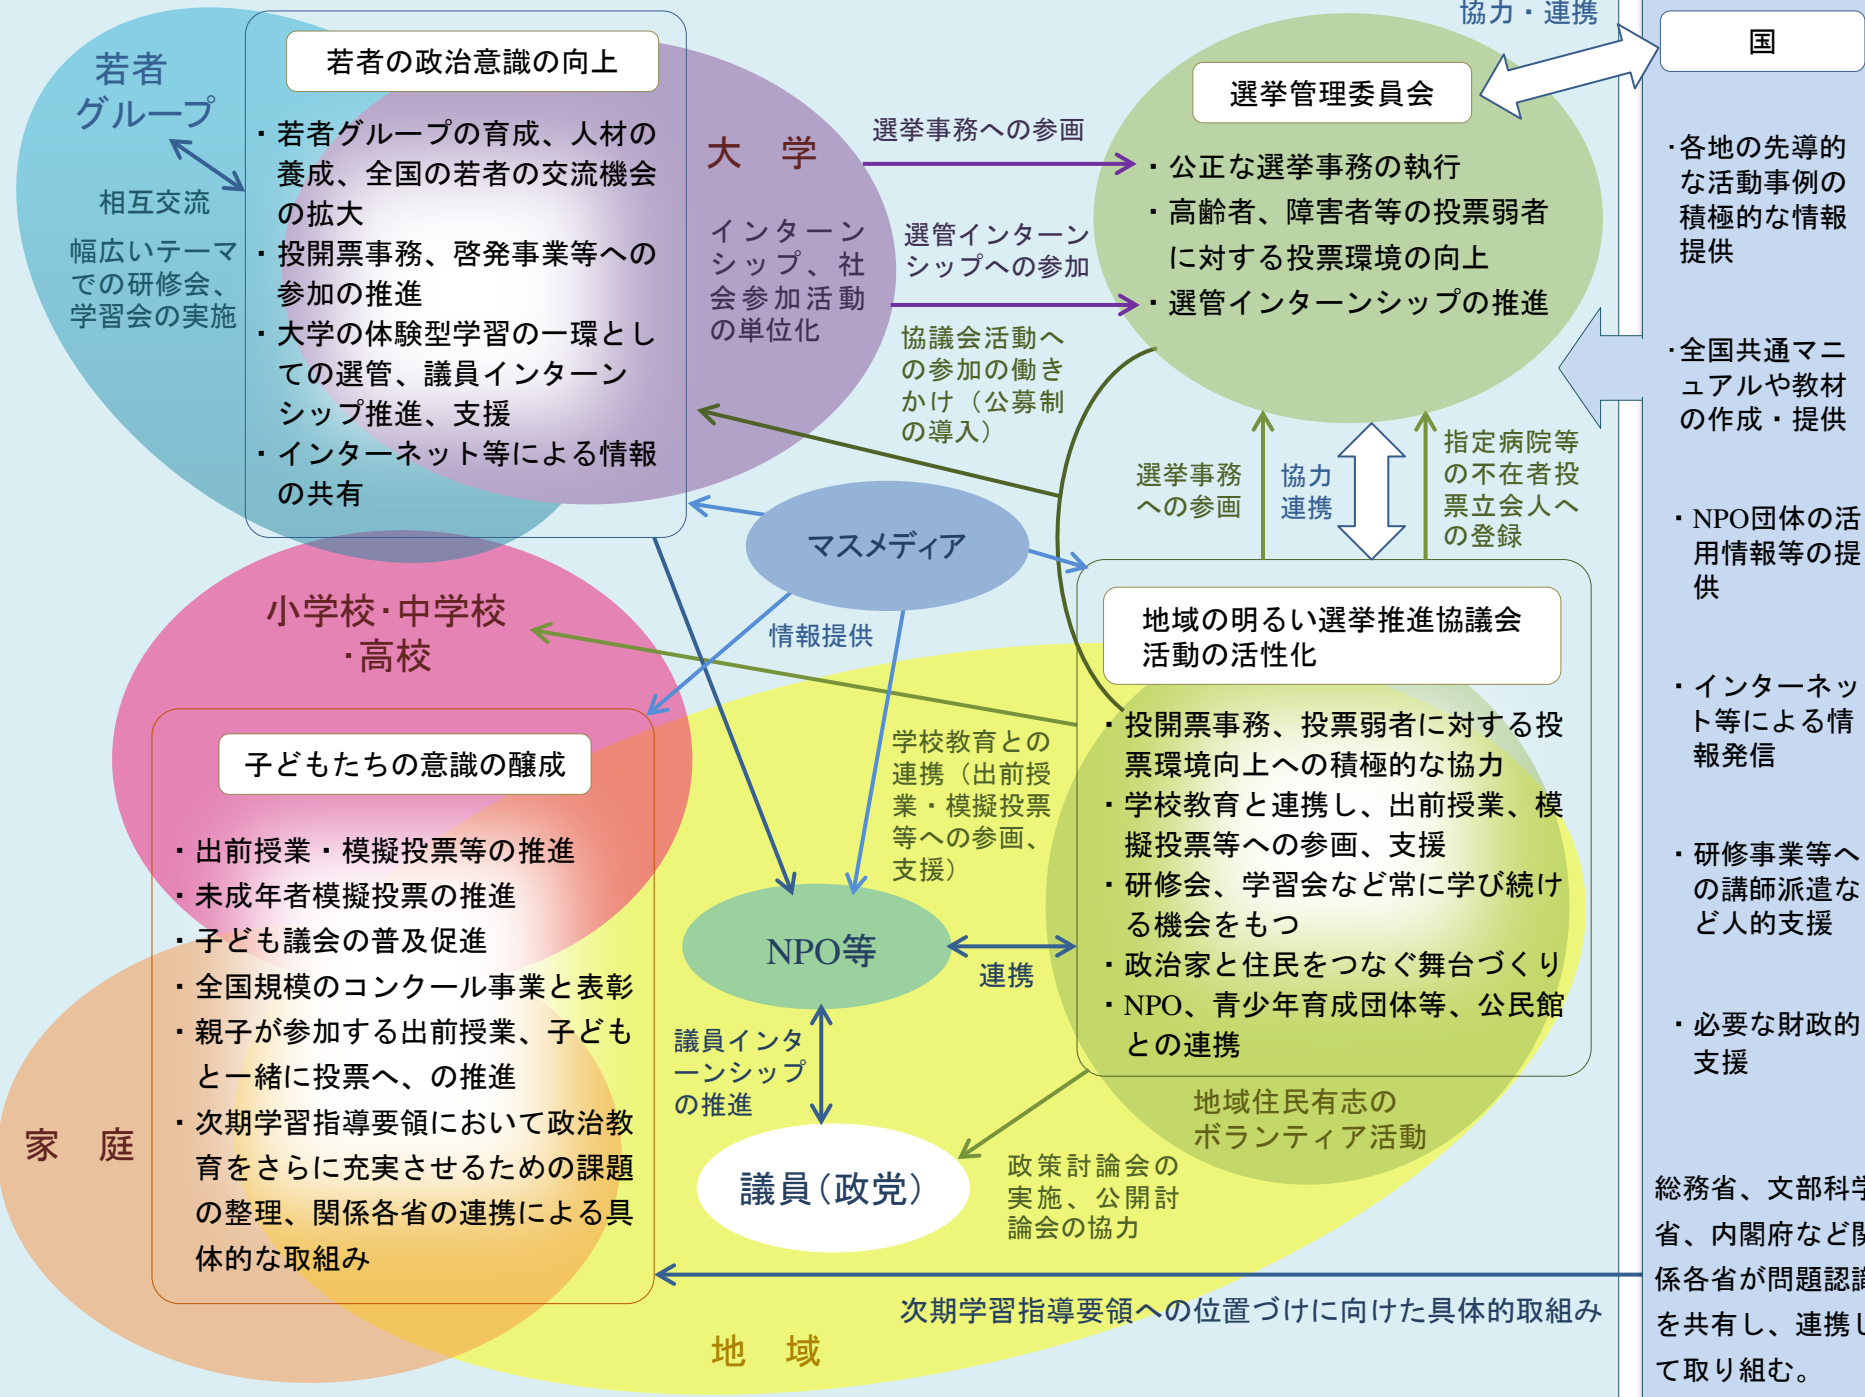 若者
グループ
相互交流
幅広いテーマ
での研修会、
学習会の実施
若者の政治意識の向上
・若者グループの育成、人材の
養成、全国の若者の交流機会
の拡大
・投開票事務、啓発事業等への
参加の推進
・大学の体験型学習の一環とし
ての選管、議員インターン
シップ推進、支援
・インターネット等による情報
の共有
大　学
インターン
シップ、社
会参加活動
の単位化
選挙事務への参画
選管インターン
シップへの参加
協議会活動へ
の参加の働き
かけ（公募制
の導入）
選挙管理委員会
・公正な選挙事務の執行
・高齢者、障害者等の投票弱者
に対する投票環境の向上
・選管インターンシップの推進
協力・連携
選挙事務
への参画
協力
連携
指定病院等
の不在者投
票立会人へ
の登録
マスメディア
情報提供
小学校･中学校
･高校
子どもたちの意識の醸成
・出前授業・模擬投票等の推進
・未成年者模擬投票の推進
・子ども議会の普及促進
・全国規模のコンクール事業と表彰
・親子が参加する出前授業、子ども
と一緒に投票へ、の推進
・次期学習指導要領において政治教
育をさらに充実させるための課題
の整理、関係各省の連携による具
体的な取組み
家　庭
学校教育との
連携（出前授
業・模擬投票
等への参画、
支援）
NPO等
連携
議員インタ
ーンシップ
の推進
議員（政党）
政策討論会の
実施、公開討
論会の協力
地域の明るい選挙推進協議会
活動の活性化
・投開票事務、投票弱者に対する投
票環境向上への積極的な協力
・学校教育と連携し、出前授業、模
擬投票等への参画、支援
・研修会、学習会など常に学び続け
る機会をもつ
・政治家と住民をつなぐ舞台づくり
・NPO、青少年育成団体等、公民館
との連携
地域住民有志の
ボランティア活動
次期学習指導要領への位置づけに向けた具体的取組み
地　域
国
･各地の先導的
な活動事例の
積極的な情報
提供
･全国共通マニ
ュアルや教材
の作成・提供
・NPO団体の活
用情報等の提
供
・インターネッ
ト等による情
報発信
・研修事業等へ
の講師派遣な
ど人的支援
・必要な財政的
支援
総務省、文部科学
省、内閣府など関
係各省が問題認識
を共有し、連携し
て取り組む。